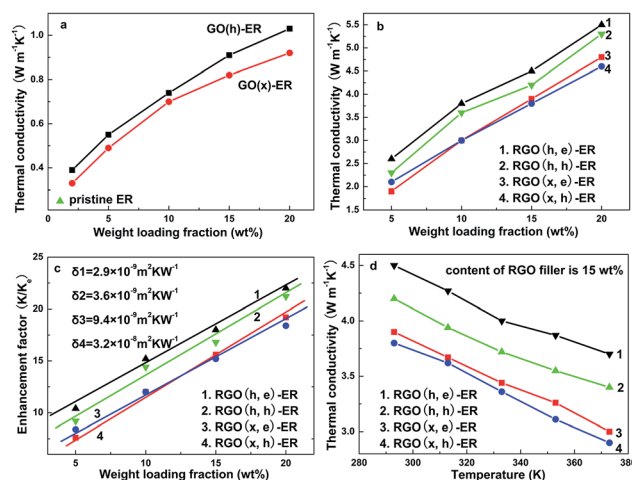 a
GO(h)-ER
GO(x)-ER
pristine ER
Thermal conductivity (W m⁻¹K⁻¹)
1.0
0.8
0.6
0.4
0 5 10 15 20
Weight loading fraction (wt%)
b
1
2
3
4
1. RGO(h, e)-ER
2. RGO(h, h)-ER
3. RGO(x, e)-ER
4. RGO(x, h)-ER
Thermal conductivity (W m⁻¹K⁻¹)
5.5
5.0
4.5
4.0
3.5
3.0
2.5
2.0
1.5
5 10 15 20
Weight loading fraction (wt%)
c
δ1=2.9×10⁻⁹m²KW⁻¹
δ2=3.6×10⁻⁹m²KW⁻¹
δ3=9.4×10⁻⁹m²KW⁻¹
δ4=3.2×10⁻⁸m²KW⁻¹
1
2
3
4
1. RGO(h, e)-ER
2. RGO(h, h)-ER
3. RGO(x, e)-ER
4. RGO(x, h)-ER
Enhancement factor (K/Kₑ)
25
20
15
10
5 10 15 20
Weight loading fraction (wt%)
d
content of RGO filler is 15 wt%
1
2
3
4
1. RGO(h, e)-ER
2. RGO(h, h)-ER
3. RGO(x, e)-ER
4. RGO(x, h)-ER
Thermal conductivity (W m⁻¹K⁻¹)
4.5
4.0
3.5
3.0
280 300 320 340 360 380
Temperature (K)